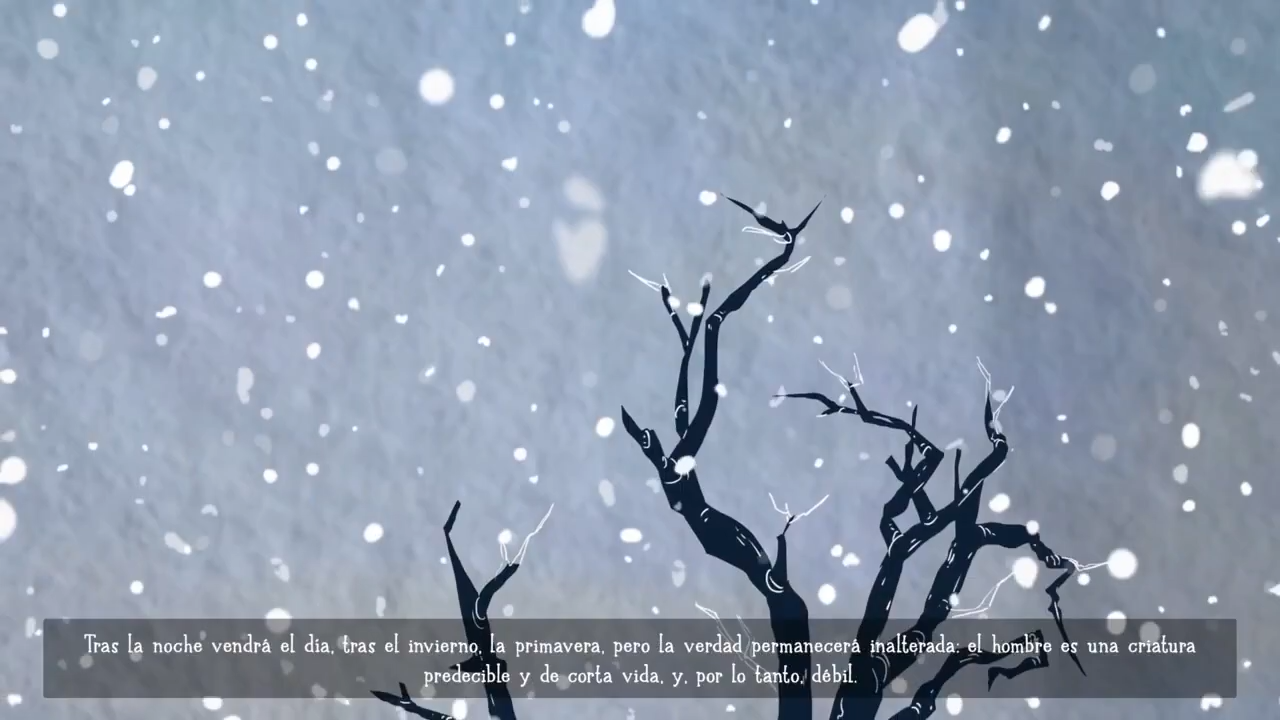 Tras la noche vendrá el día, tras el invierno, la primavera, pero la verdad permanecerá inalterada: el hombre es una criatura
predecible y de corta vida, y, por lo tanto, débil.